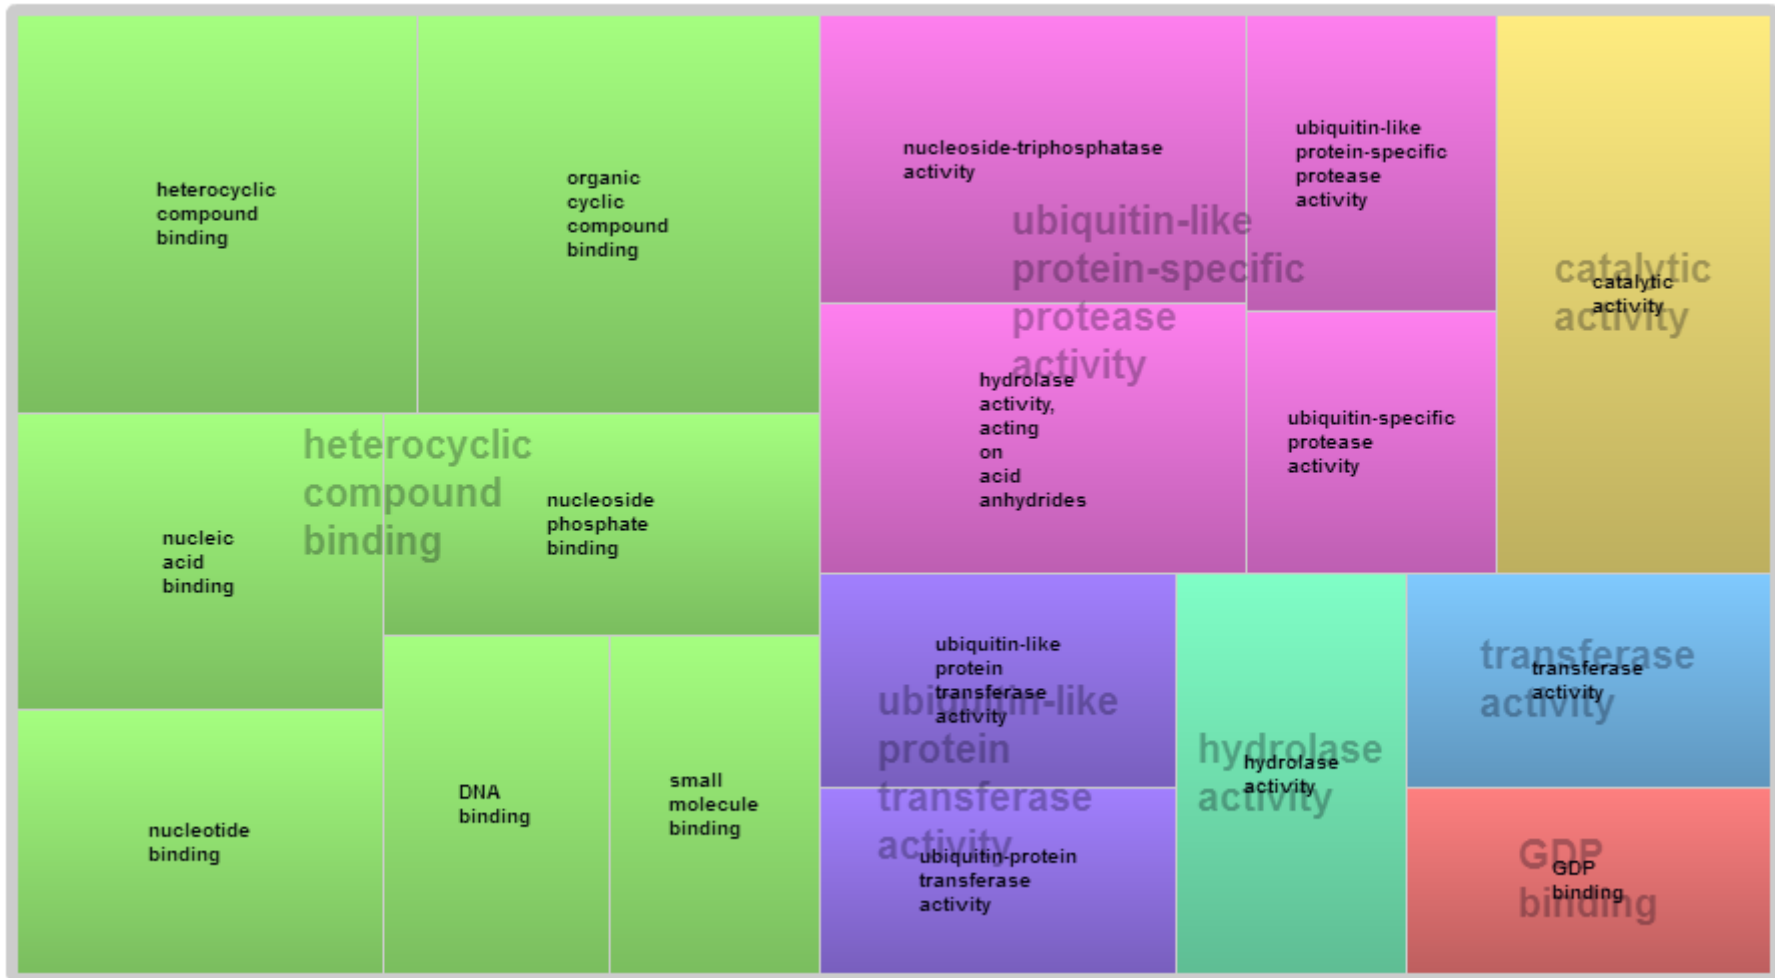 heterocyclic
compound
binding
organic
cyclic
compound
binding
nucleic
acid
binding
heterocyclic
compound
binding
nucleoside
phosphate
binding
nucleotide
binding
DNA
binding
small
molecule
binding
nucleoside-triphosphatase
activity
ubiquitin-like
protein-specific
protease
activity
ubiquitin-like
protein-specific
protease
activity
hydrolase
activity,
acting
on
acid
anhydrides
ubiquitin-specific
protease
activity
catalytic
activity
catalytic
activity
ubiquitin-like
protein
transferase
activity
ubiquitin-like
protein
transferase
activity
ubiquitin-protein
transferase
activity
hydrolase
activity
hydrolase
activity
transferase
activity
transferase
activity
GDP
binding
GDP
binding